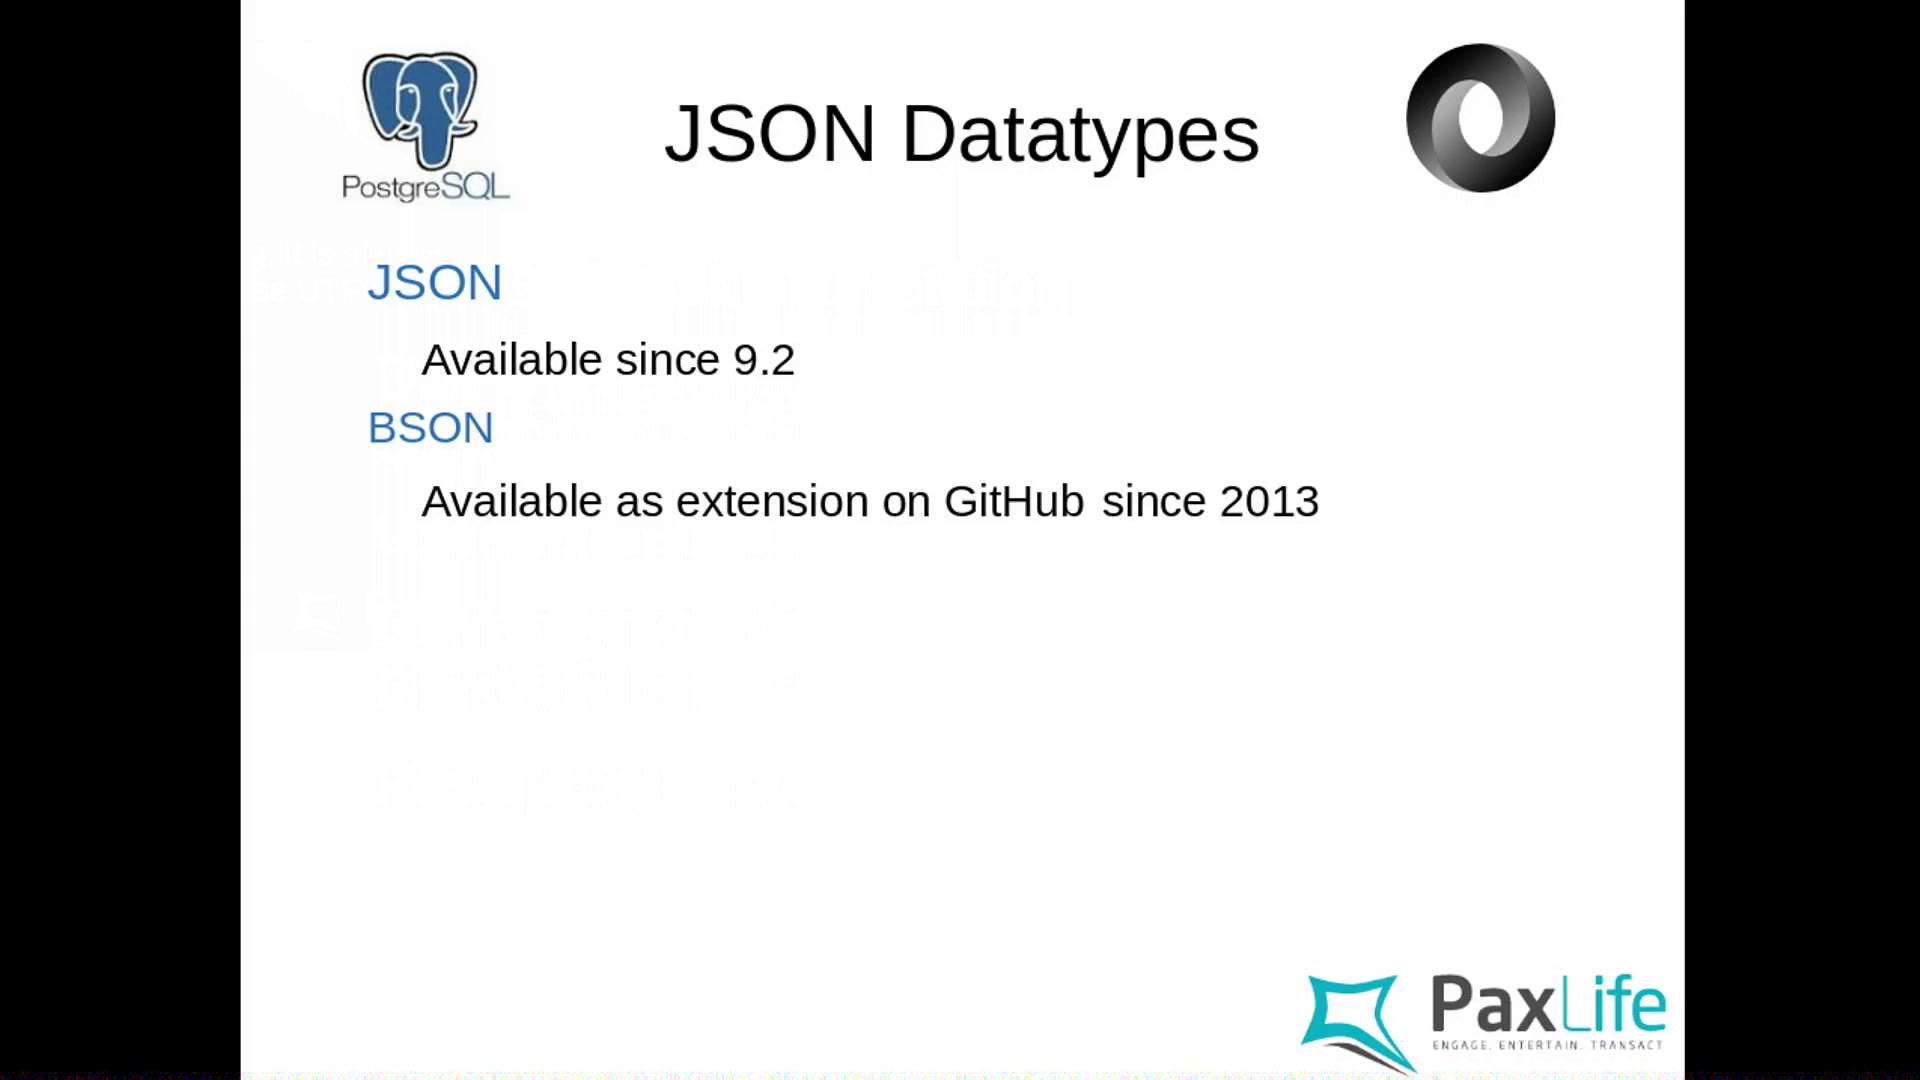 PostgreSQL
JSON Datatypes
JSON
Available since 9.2
BSON
Available as extension on GitHub since 2013
PaxLife
ENGAGE. ENTERTAIN. TRANSACT